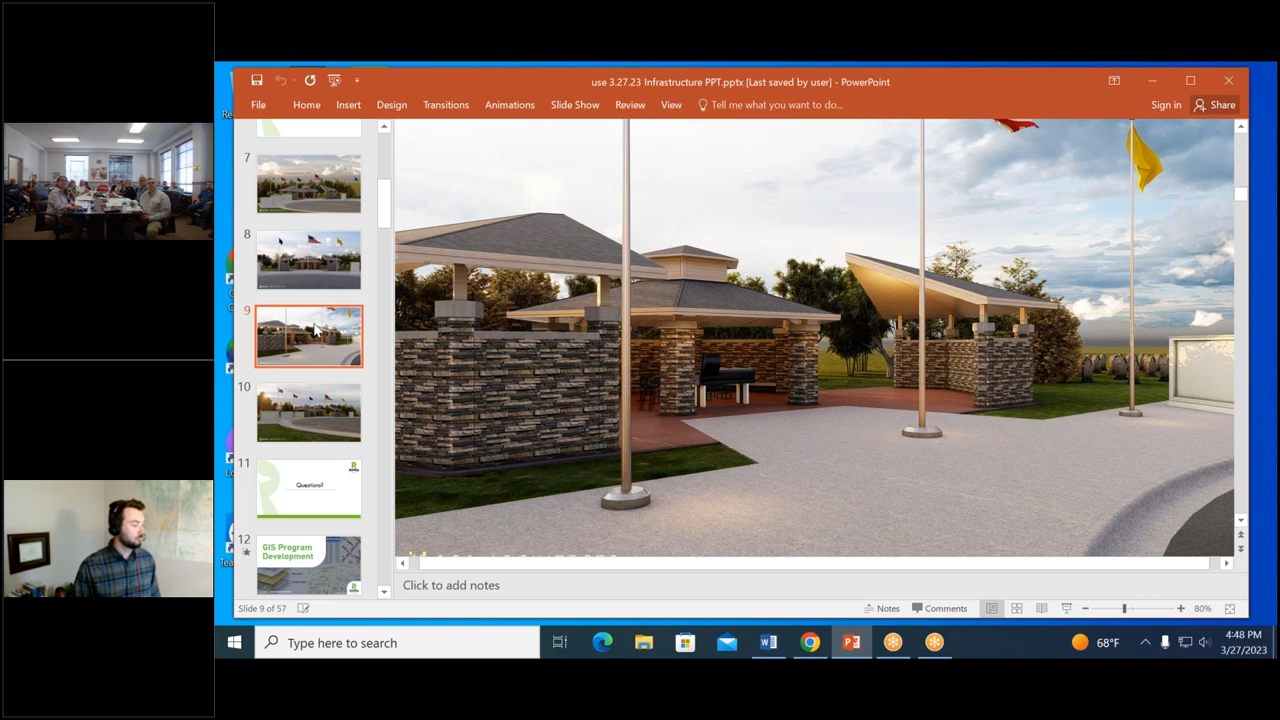 use 3.27.23 Infrastructure PPT.pptx [Last saved by user] - PowerPoint
File Home Insert Design Transitions Animations Slide Show Review View Tell me what you want to do... Sign in Share
7
8
9
10
11
Questions?
12
GIS Program
Development
Click to add notes
Slide 9 of 57 Notes Comments 80%
Type here to search
68°F
4:48 PM
3/27/2023